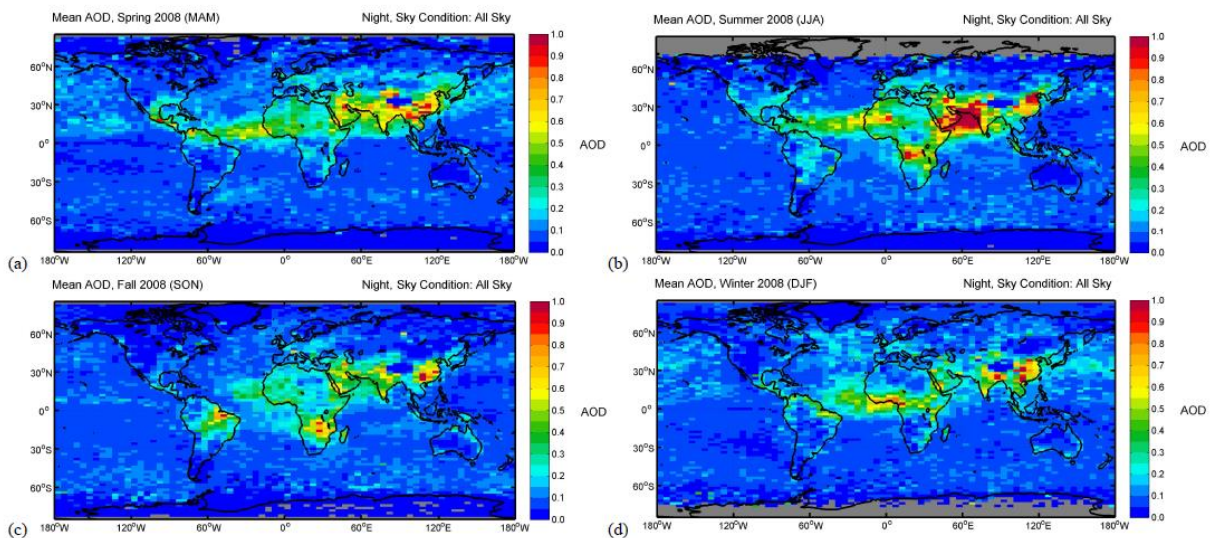 Mean AOD, Spring 2008 (MAM) Night, Sky Condition: All Sky
60°N
30°N
0°
30°S
60°S
180°W 120°W 60°W 0° 60°E 120°E 180°W
1.0
0.9
0.8
0.7
0.6
0.5
0.4
0.3
0.2
0.1
0.0
AOD
(a)
Mean AOD, Summer 2008 (JJA) Night, Sky Condition: All Sky
60°N
30°N
0°
30°S
60°S
180°W 120°W 60°W 0° 60°E 120°E 180°W
1.0
0.9
0.8
0.7
0.6
0.5
0.4
0.3
0.2
0.1
0.0
AOD
(b)
Mean AOD, Fall 2008 (SON) Night, Sky Condition: All Sky
60°N
30°N
0°
30°S
60°S
180°W 120°W 60°W 0° 60°E 120°E 180°W
1.0
0.9
0.8
0.7
0.6
0.5
0.4
0.3
0.2
0.1
0.0
AOD
(c)
Mean AOD, Winter 2008 (DJF) Night, Sky Condition: All Sky
60°N
30°N
0°
30°S
60°S
180°W 120°W 60°W 0° 60°E 120°E 180°W
1.0
0.9
0.8
0.7
0.6
0.5
0.4
0.3
0.2
0.1
0.0
AOD
(d)